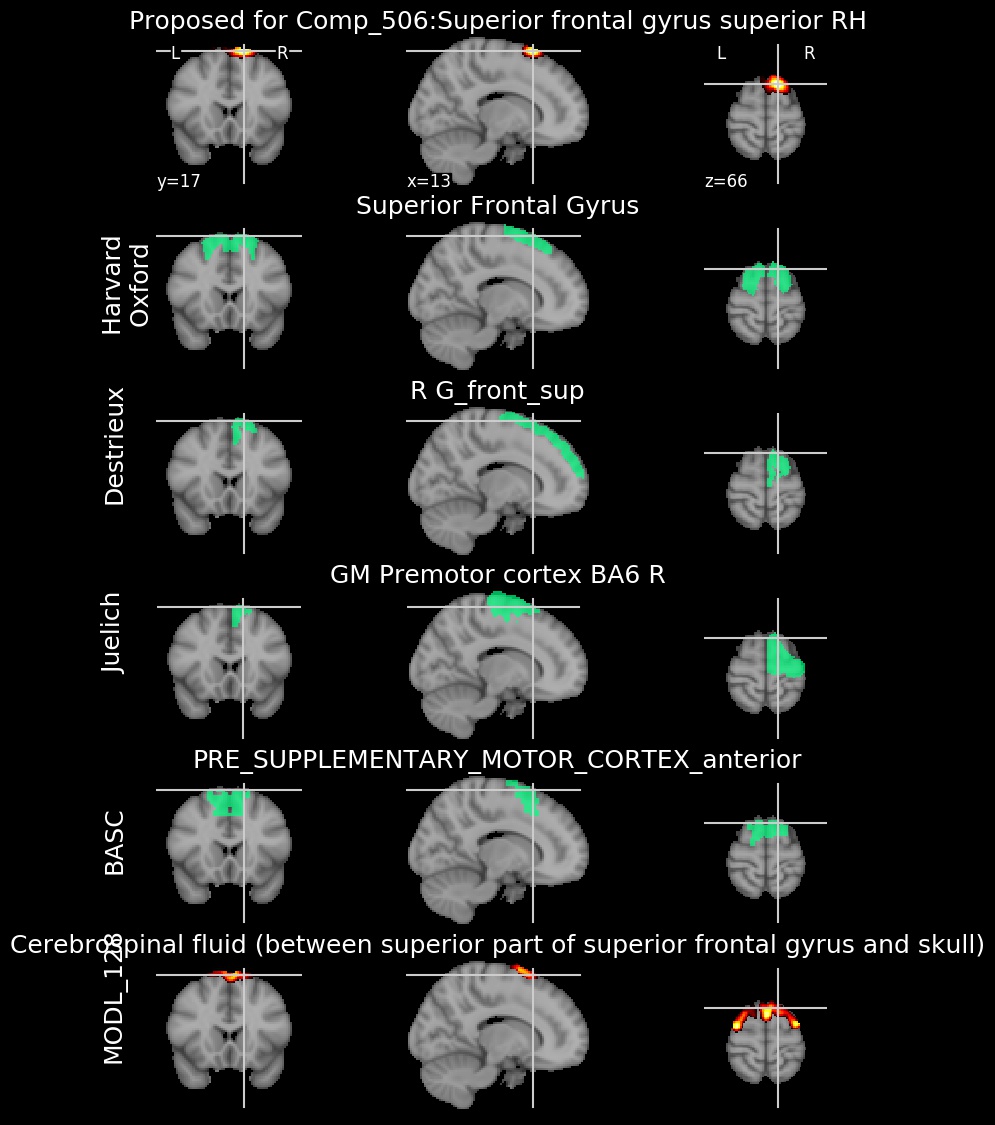 Proposed for Comp_506:Superior frontal gyrus superior RH
L R
L R
y=17
x=13
z=66
Superior Frontal Gyrus
Harvard
Oxford
R G_front_sup
Destrieux
GM Premotor cortex BA6 R
Juelich
PRE_SUPPLEMENTARY_MOTOR_CORTEX_anterior
BASC
Cerebrospinal fluid (between superior part of superior frontal gyrus and skull)
MODL_128